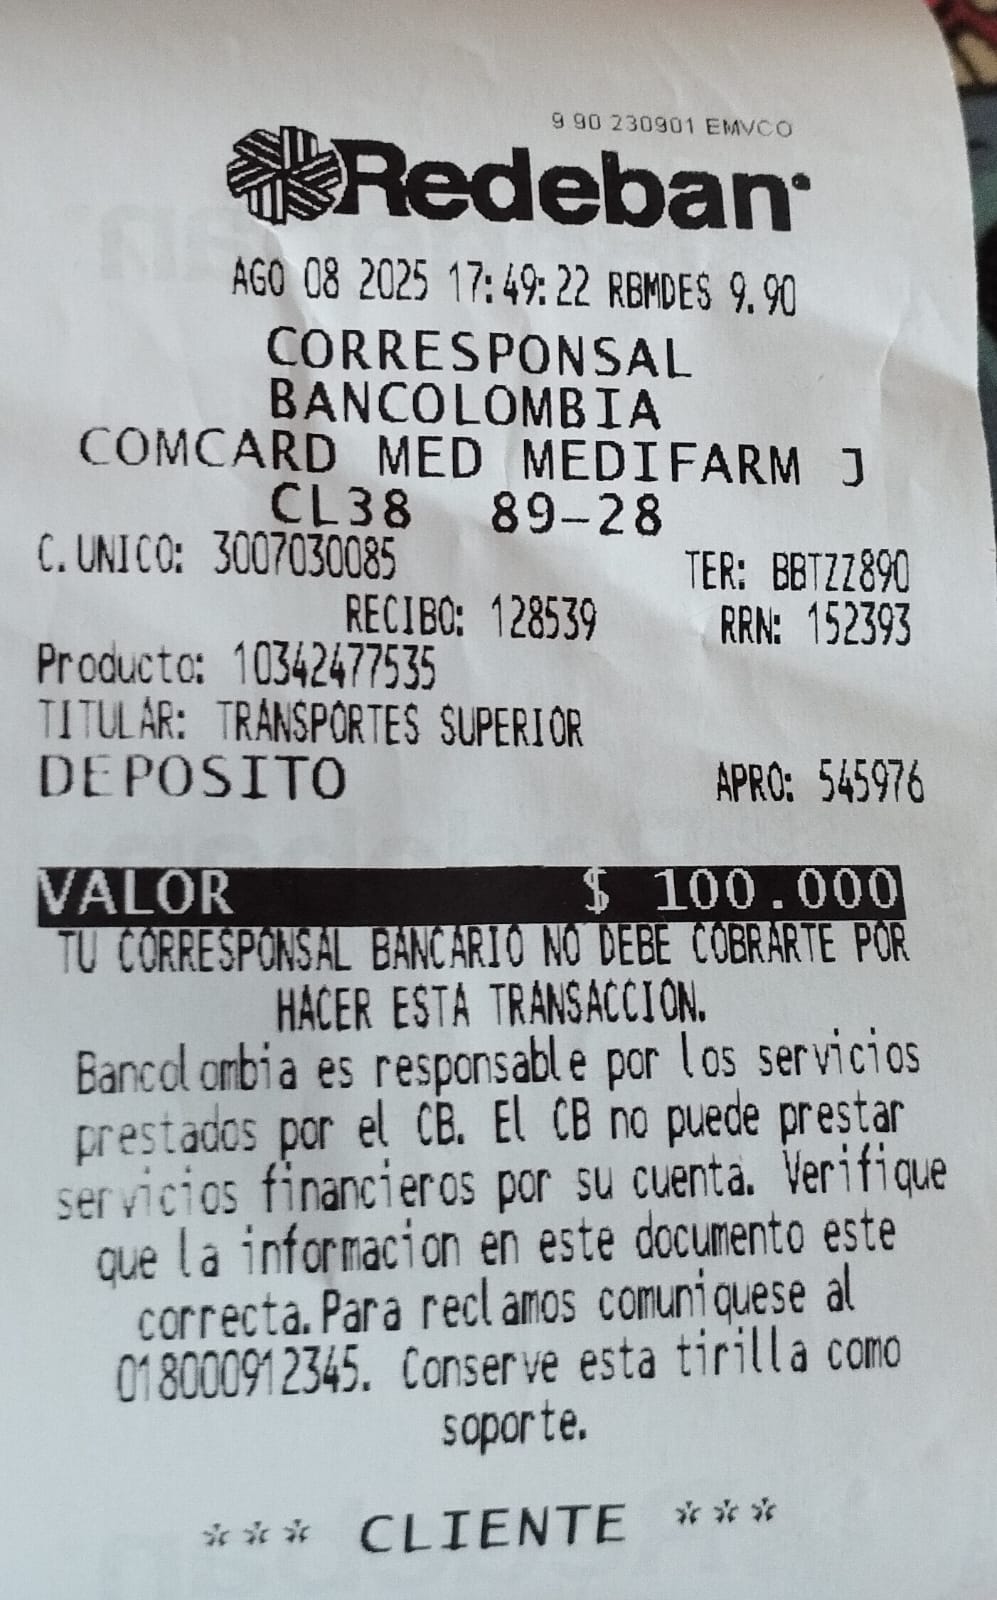 9 90 230901 EMVCO
Redeban
AGO 08 2025 17:49:22 RBMDES 9.90
CORRESPONSAL
BANCOLOMBIA
COMCARD MED MEDIFARM J
CL38 89-28
C.UNICO: 3007030085 TER: BBTZZ890
RECIBO: 128539 RRN: 152393
Producto: 10342477535
TITULAR: TRANSPORTES SUPERIOR
DEPOSITO APRO: 545976
VALOR $ 100.000
TU CORRESPONSAL BANCARIO NO DEBE COBRARTE POR
HACER ESTA TRANSACCION.
Bancolombia es responsable por los servicios
prestados por el CB. El CB no puede prestar
servicios financieros por su cuenta. Verifique
que la informacion en este documento este
correcta.Para reclamos comuniquese al
018000912345. Conserve esta tirilla como
soporte.
*** CLIENTE ***